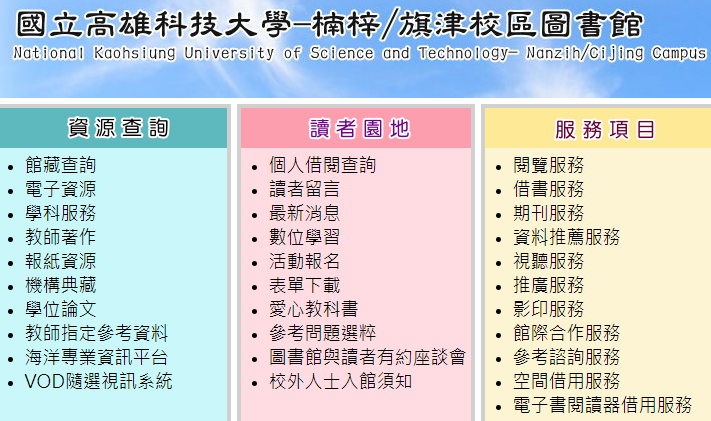 國立高雄科技大學-楠梓/旗津校區圖書館
National Kaohsiung University of Science and Technology- Nanzih/Cijing Campus
資源查詢
館藏查詢
電子資源
學科服務
教師著作
報紙資源
機構典藏
學位論文
教師指定參考資料
海洋專業資訊平台
VOD隨選視訊系統
讀者園地
個人借閱查詢
讀者留言
最新消息
數位學習
活動報名
表單下載
愛心教科書
參考問題選粹
圖書館與讀者有約座談會
校外人士入館須知
服務項目
閱覽服務
借書服務
期刊服務
資料推薦服務
視聽服務
推廣服務
影印服務
館際合作服務
參考諮詢服務
空間借用服務
電子書閱讀器借用服務